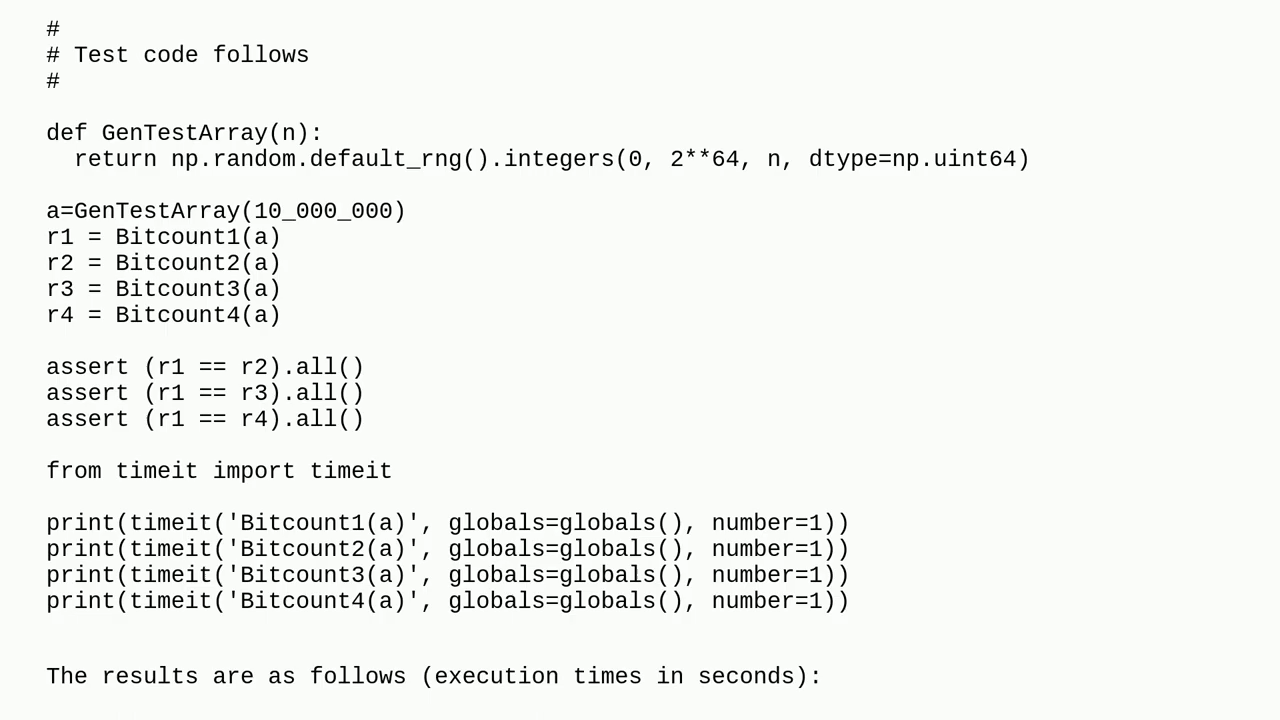 #
# Test code follows
#
def GenTestArray(n):
  return np.random.default_rng().integers(0, 2**64, n, dtype=np.uint64)
a=GenTestArray(10_000_000)
r1 = Bitcount1(a)
r2 = Bitcount2(a)
r3 = Bitcount3(a)
r4 = Bitcount4(a)
assert (r1 == r2).all()
assert (r1 == r3).all()
assert (r1 == r4).all()
from timeit import timeit
print(timeit('Bitcount1(a)', globals=globals(), number=1))
print(timeit('Bitcount2(a)', globals=globals(), number=1))
print(timeit('Bitcount3(a)', globals=globals(), number=1))
print(timeit('Bitcount4(a)', globals=globals(), number=1))
The results are as follows (execution times in seconds):